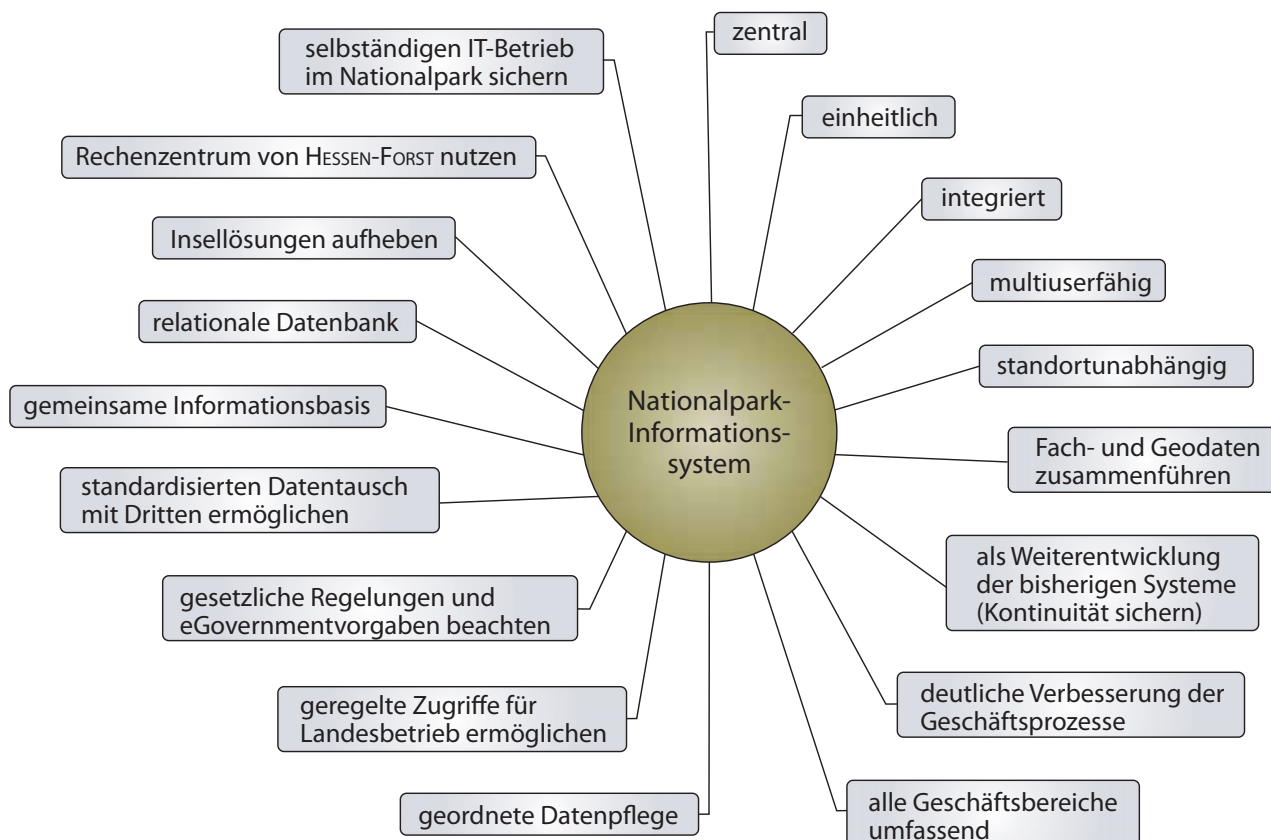 zentral
selbständigen IT-Betrieb
im Nationalpark sichern
einheitlich
Rechenzentrum von HESSEN-FORST nutzen
integriert
Insellösungen aufheben
multiuserfähig
relationale Datenbank
standortunabhängig
Nationalpark-
Informations-
system
gemeinsame Informationsbasis
Fach- und Geodaten
zusammenführen
standardisierten Datentausch
mit Dritten ermöglichen
als Weiterentwicklung
der bisherigen Systeme
(Kontinuität sichern)
gesetzliche Regelungen und
eGovernmentvorgaben beachten
deutliche Verbesserung der
Geschäftsprozesse
geregelte Zugriffe für
Landesbetrieb ermöglichen
geordnete Datenpflege
alle Geschäftsbereiche
umfassend